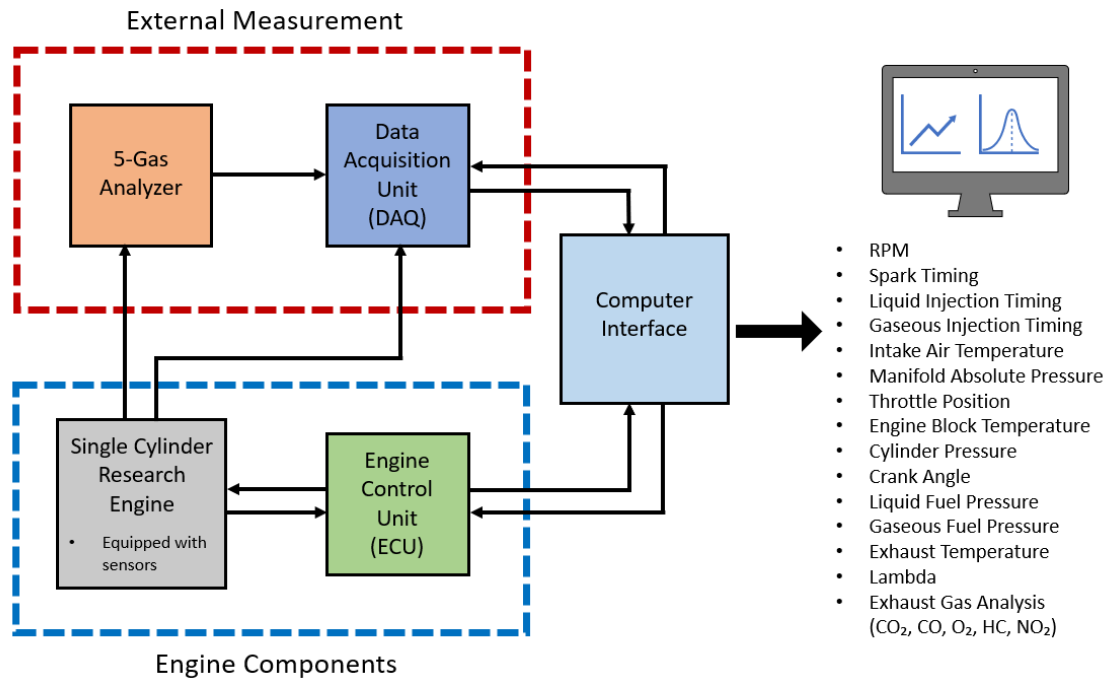 External Measurement
5-Gas
Analyzer
Data
Acquisition
Unit
(DAQ)
Computer
Interface
Single Cylinder
Research
Engine
• Equipped with
sensors
Engine
Control
Unit
(ECU)
Engine Components
• RPM
• Spark Timing
• Liquid Injection Timing
• Gaseous Injection Timing
• Intake Air Temperature
• Manifold Absolute Pressure
• Throttle Position
• Engine Block Temperature
• Cylinder Pressure
• Crank Angle
• Liquid Fuel Pressure
• Gaseous Fuel Pressure
• Exhaust Temperature
• Lambda
• Exhaust Gas Analysis
(CO₂, CO, O₂, HC, NO₂)